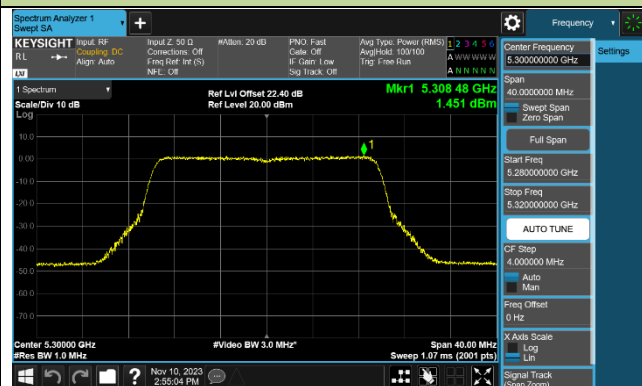 Spectrum Analyzer 1
Swept SA
Frequency
KEYSIGHT
Input: RF
Input Z: 50 Ω
#Atten: 20 dB
PNO: Fast
Avg Type: Power (RMS)
1 2 3 4 5 6
RL
Coupling: DC
Corrections: Off
Gate: Off
Avg|Hold: 100/100
A W W W W W
Align: Auto
Freq Ref: Int (S)
IF Gain: Low
Trig: Free Run
NFE: Off
Sig Track: Off
A N N N N N
LXI
Center Frequency
5.300000000 GHz
Settings
1 Spectrum
Ref Lvl Offset 22.40 dB
Mkr1 5.308 48 GHz
Scale/Div 10 dB
Ref Level 20.00 dBm
1.451 dBm
Log
Span
40.0000000 MHz
Swept Span
Zero Span
Full Span
Start Freq
5.280000000 GHz
Stop Freq
5.320000000 GHz
AUTO TUNE
CF Step
4.000000 MHz
Auto
Man
Freq Offset
0 Hz
X Axis Scale
Log
Lin
Signal Track
(Span Zoom)
10.0
0.00
-10.0
-20.0
-30.0
-40.0
-50.0
-60.0
-70.0
1
Center 5.30000 GHz
#Video BW 3.0 MHz*
Span 40.00 MHz
#Res BW 1.0 MHz
Sweep 1.07 ms (2001 pts)
Nov 10, 2023
2:55:04 PM